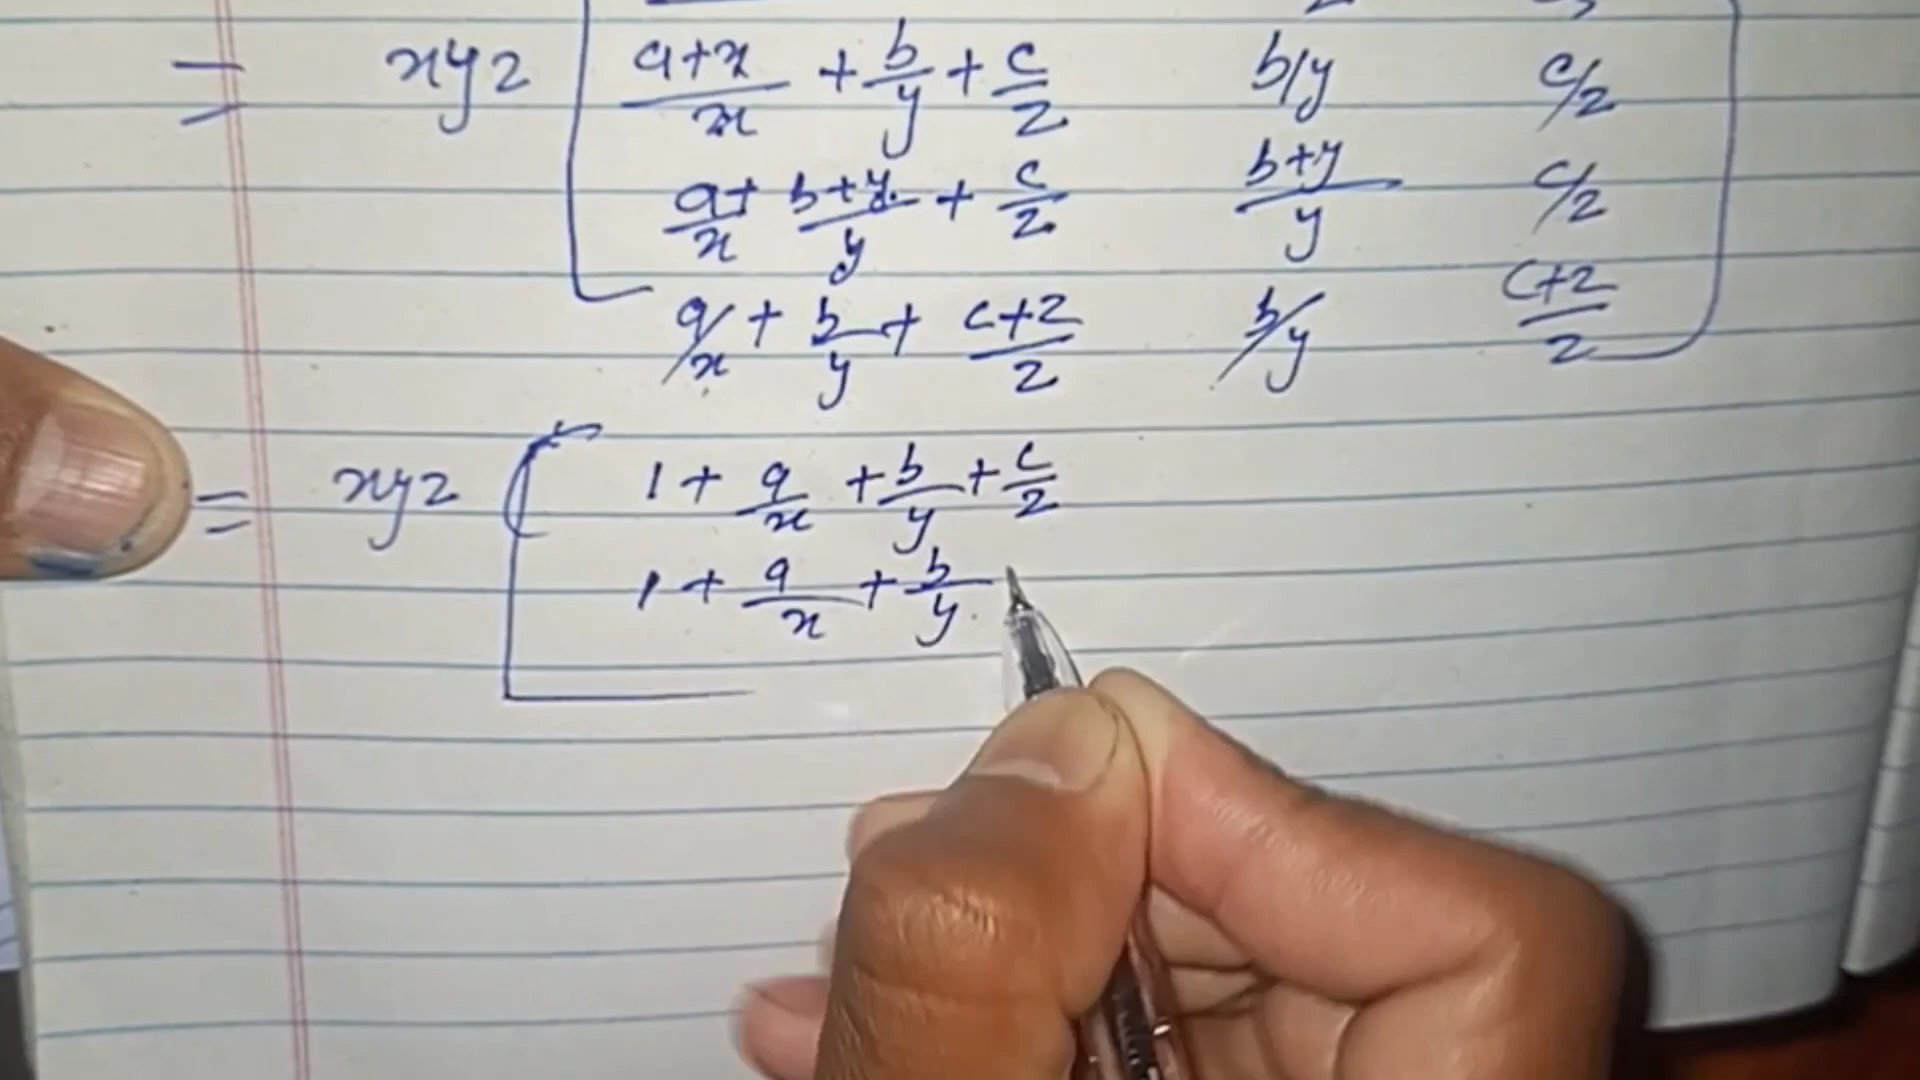 = xyz a+x/x + b/y + c/z b/y c/z
a/x + b+y/y + c/z b+y/y c/z
a/x + b/y + c+z/z b/y c+z/z
= xyz 1 + a/x + b/y + c/z
1 + a/x + b/y